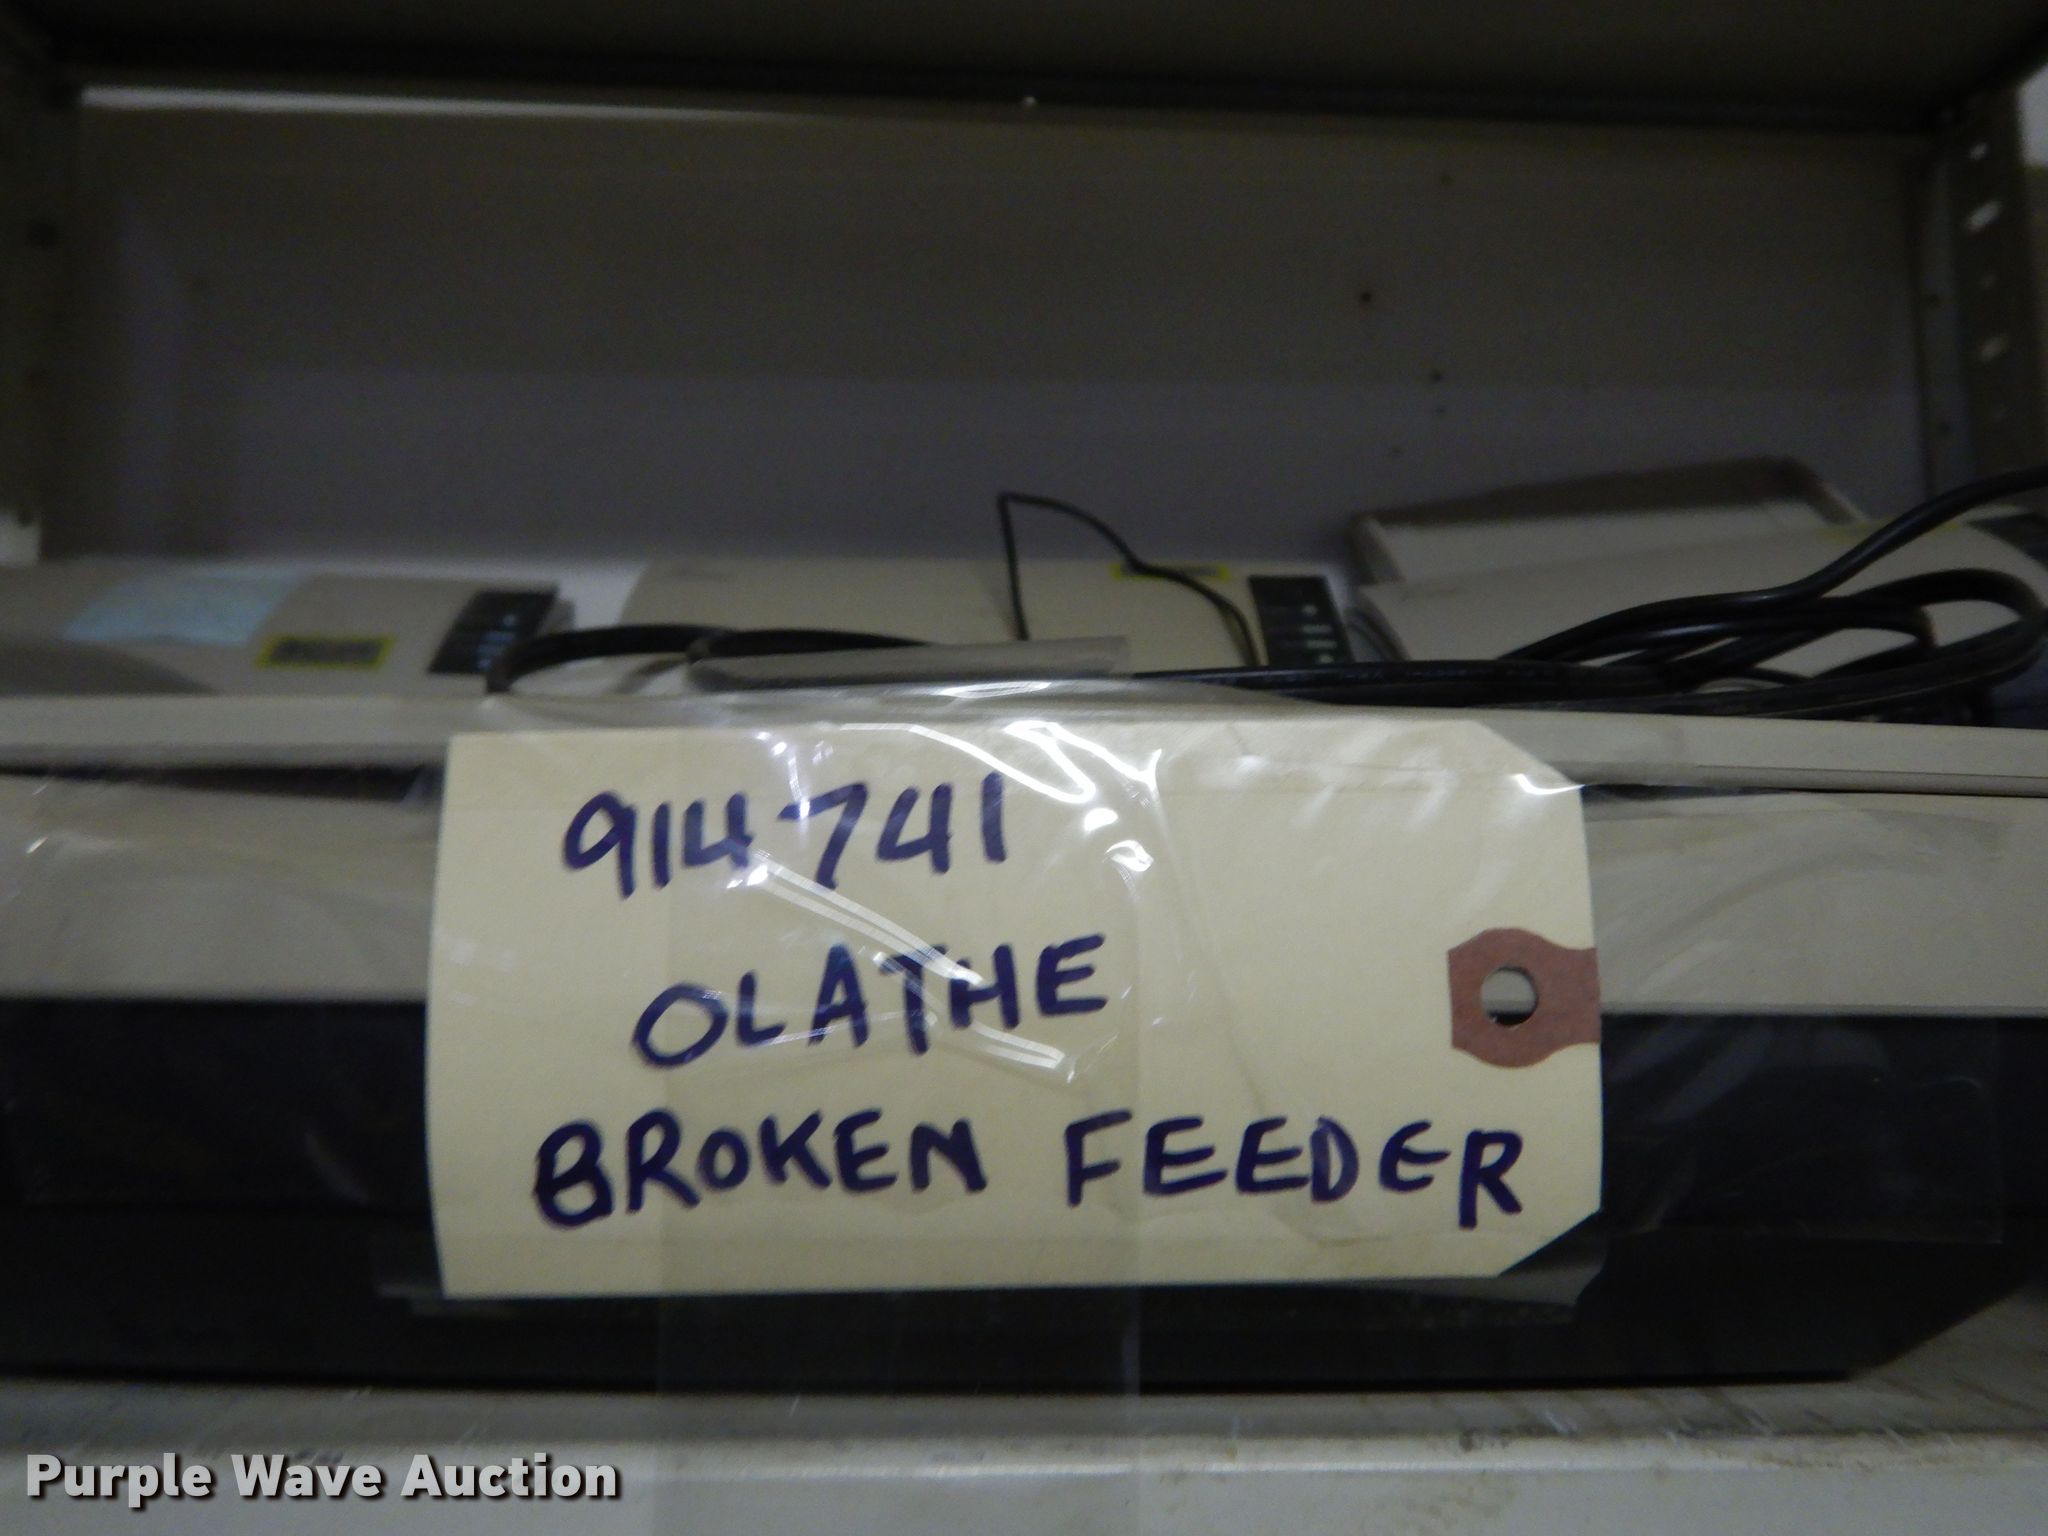 914741
OLATHE
BROKEN FEEDER
Purple Wave Auction